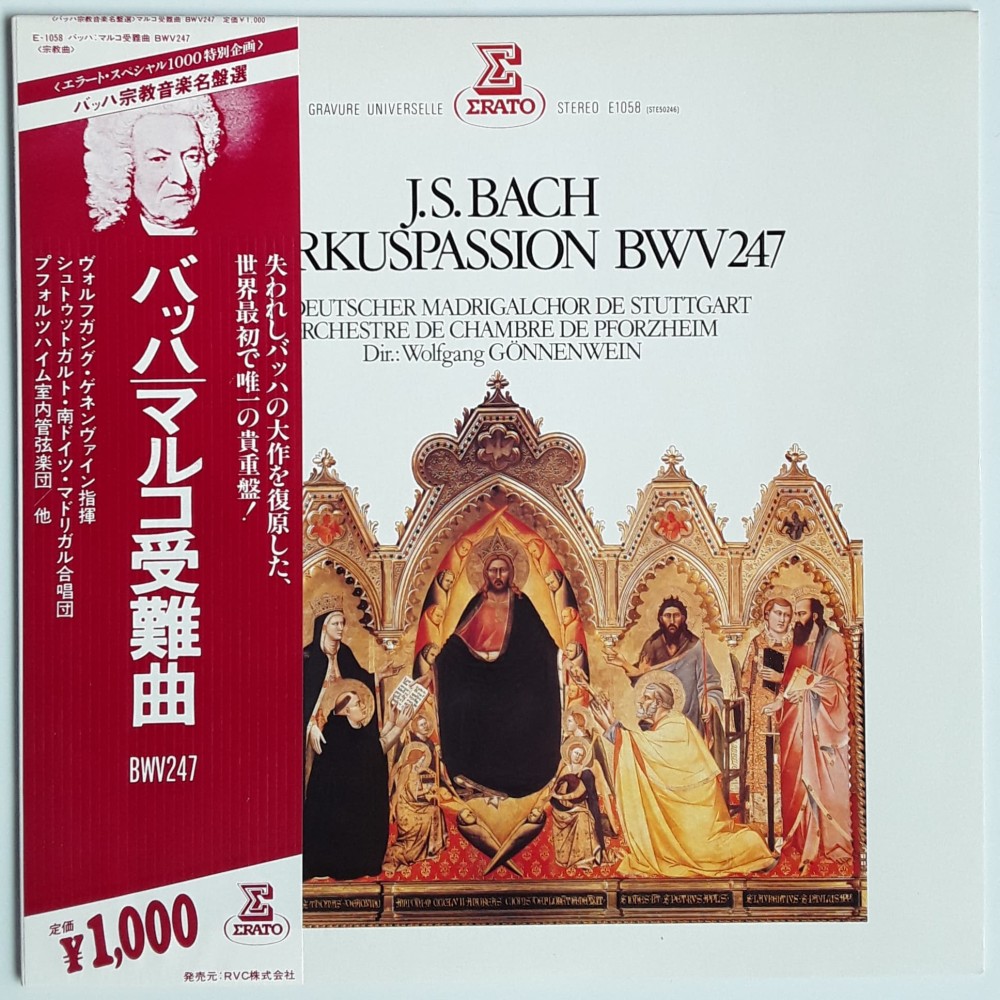 〈バッハ宗教音楽名盤選〉マルコ受難曲 BWV247 定価¥1,000
E-1058 バッハ:マルコ受難曲 BWV247
〈宗教曲〉
〈エラート・スペシャル1000特別企画〉
バッハ宗教音楽名盤選
失われしバッハの大作を復原した、
世界最初で唯一の貴重盤!
バッハ/マルコ受難曲
BWV247
ヴォルフガング・ゲネンヴァイン指揮
シュトゥットガルト・南ドイツ・マドリガル合唱団
プフォルツハイム室内管弦楽団/他
定価
¥1,000
ERATO
発売元:RVC株式会社
GRAVURE UNIVERSELLE
ERATO
STEREO E1058 (STE50246)
J.S. BACH
RKUSPASSION BWV247
DEUTSCHER MADRIGALCHOR DE STUTTGART
RCHESTRE DE CHAMBRE DE PFORZHEIM
Dir.: Wolfgang GÖNNENWEIN